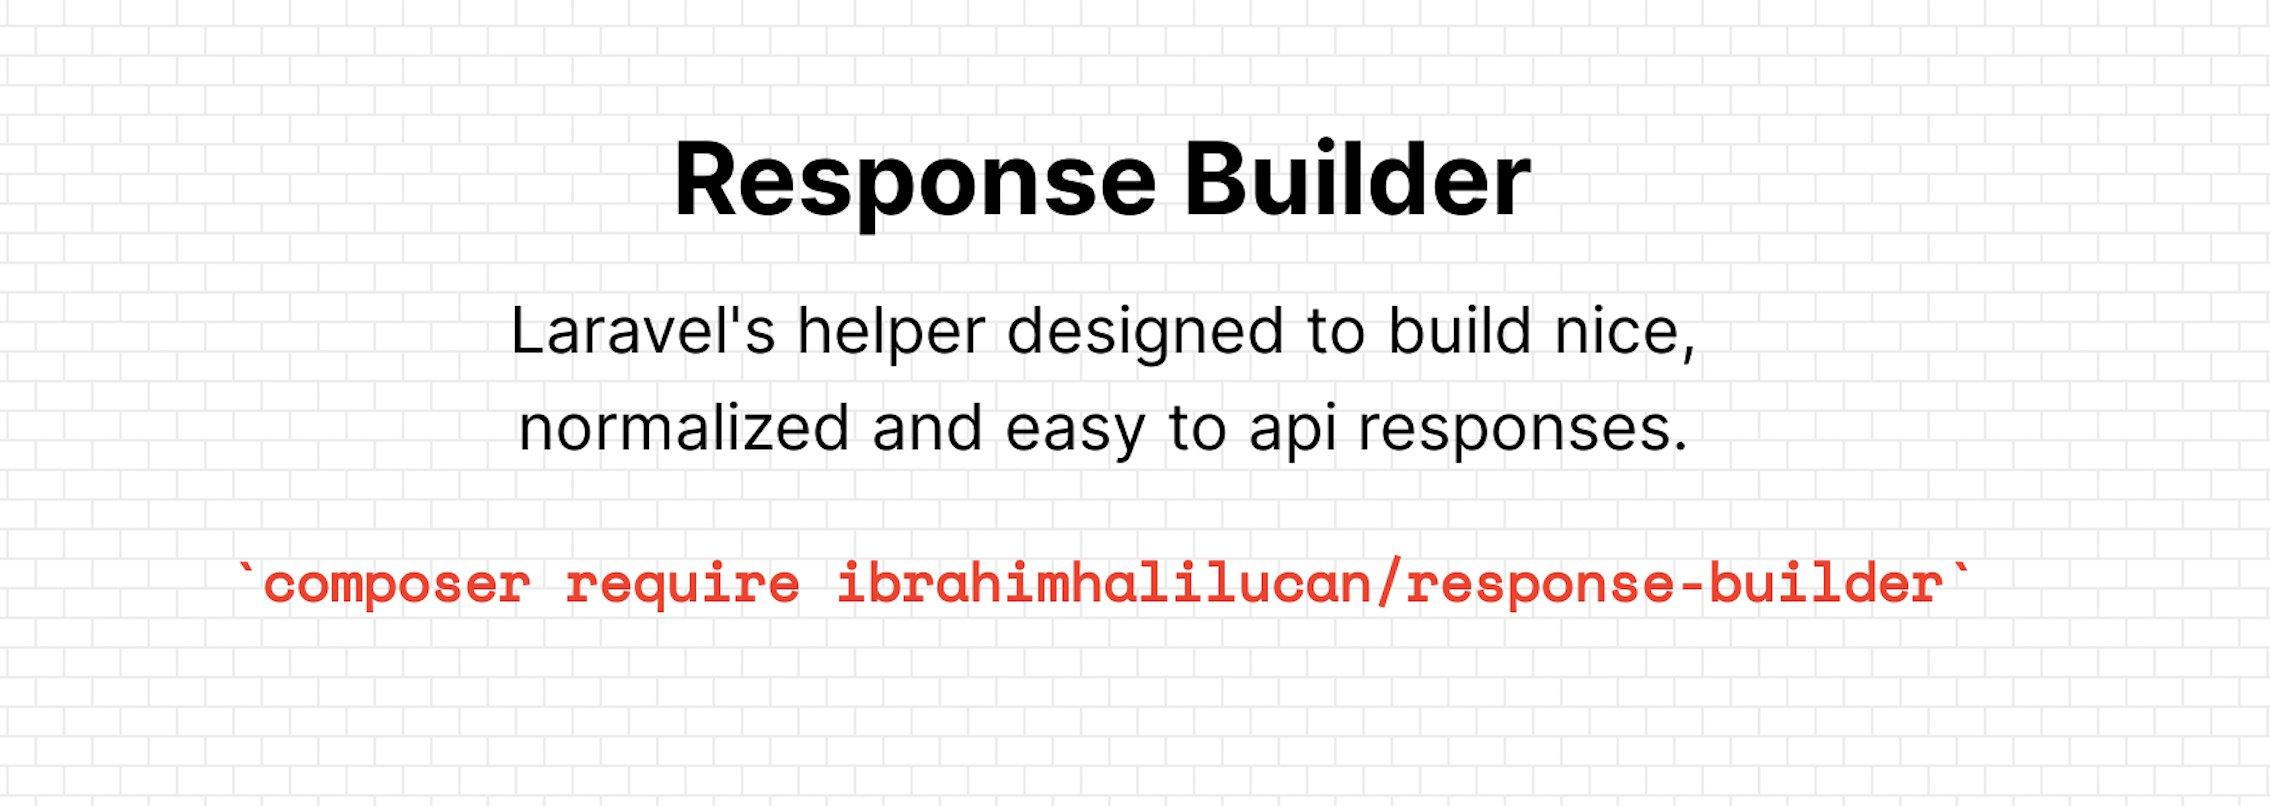 Response Builder
Laravel's helper designed to build nice,
normalized and easy to api responses.
`composer require ibrahimhalilucan/response-builder`